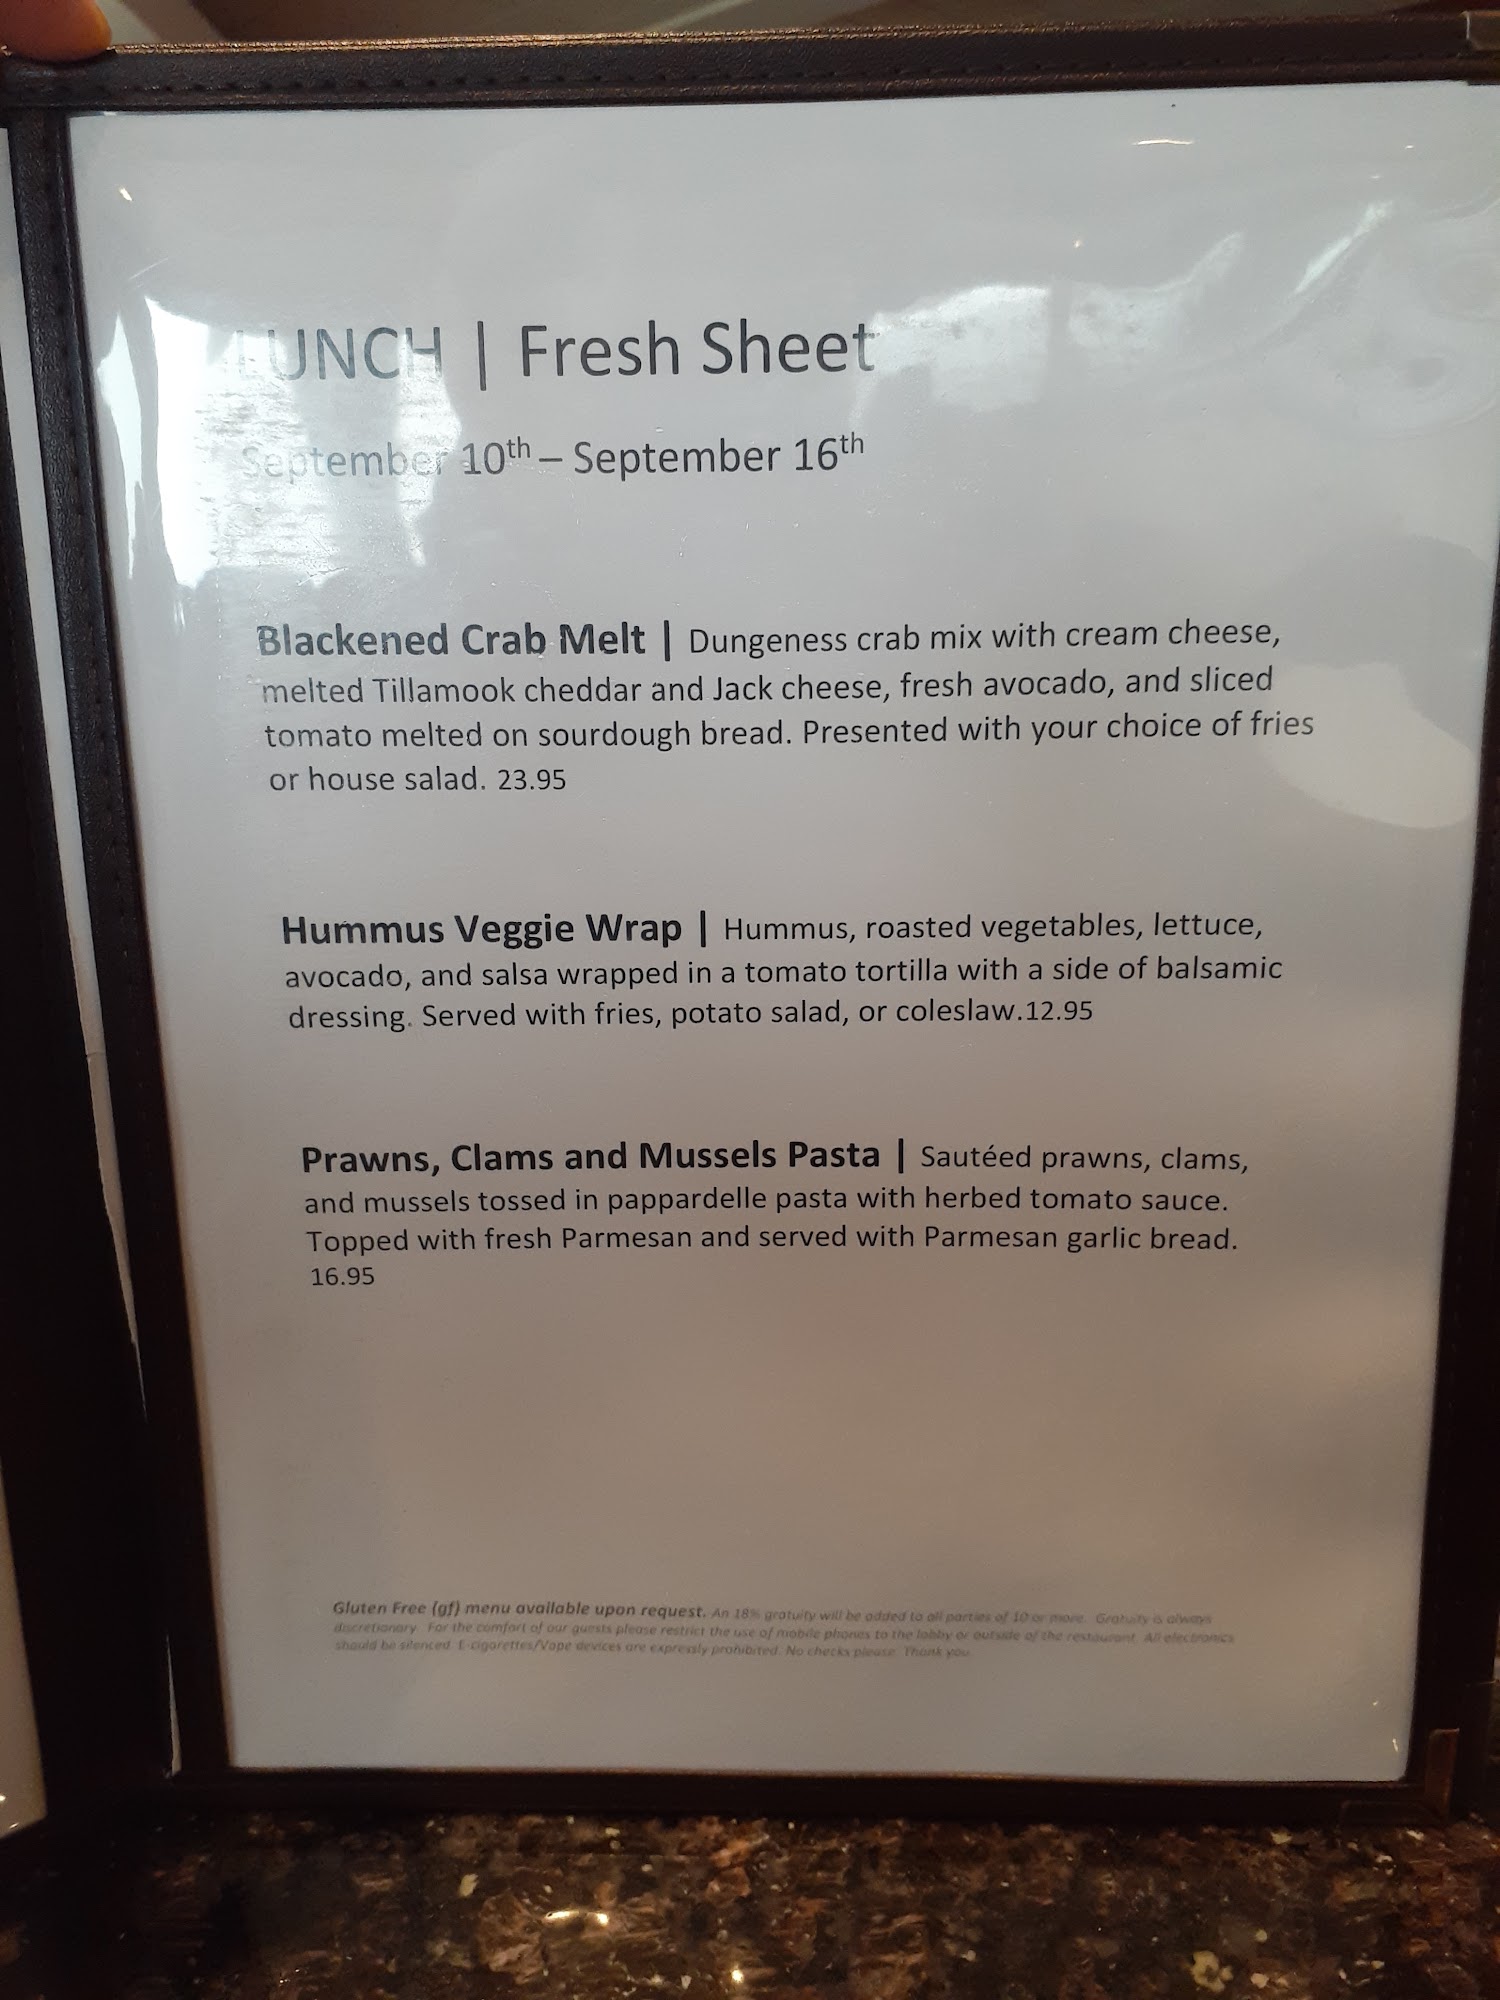 LUNCH | Fresh Sheet
September 10th – September 16th
Blackened Crab Melt | Dungeness crab mix with cream cheese,
melted Tillamook cheddar and Jack cheese, fresh avocado, and sliced
tomato melted on sourdough bread. Presented with your choice of fries
or house salad. 23.95
Hummus Veggie Wrap | Hummus, roasted vegetables, lettuce,
avocado, and salsa wrapped in a tomato tortilla with a side of balsamic
dressing. Served with fries, potato salad, or coleslaw.12.95
Prawns, Clams and Mussels Pasta | Sautéed prawns, clams,
and mussels tossed in pappardelle pasta with herbed tomato sauce.
Topped with fresh Parmesan and served with Parmesan garlic bread.
16.95
Gluten Free (gf) menu available upon request. An 18% gratuity will be added to all parties of 10 or more. Gratuity is always
discretionary. For the comfort of our guests please restrict the use of mobile phones to the lobby or outside of the restaurant. All electronics
should be silenced. E-cigarettes/Vape devices are expressly prohibited. No checks please. Thank you.